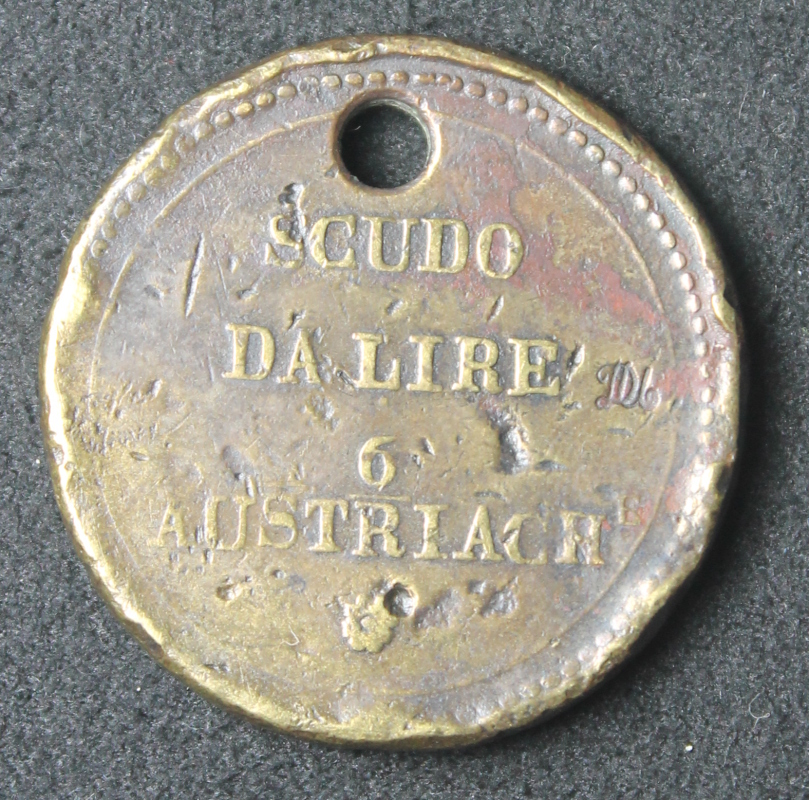 SCUDO
DA LIRE
6
AUSTRIACHE